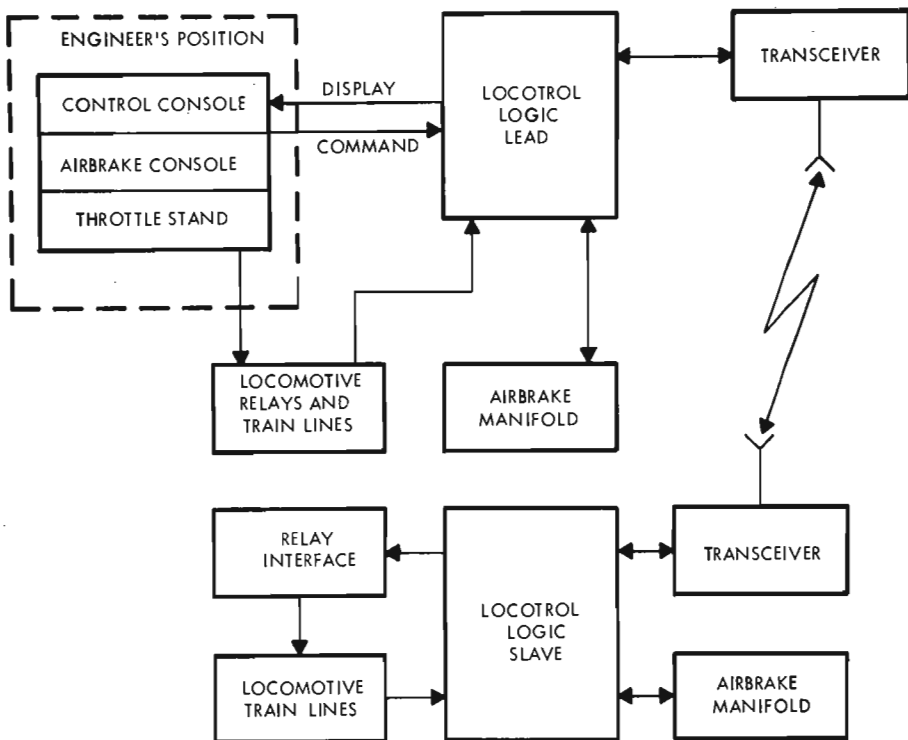 ENGINEER'S POSITION
CONTROL CONSOLE
AIRBRAKE CONSOLE
THROTTLE STAND
DISPLAY
COMMAND
LOCOTROL
LOGIC
LEAD
TRANSCEIVER
LOCOMOTIVE
RELAYS AND
TRAIN LINES
AIRBRAKE
MANIFOLD
RELAY
INTERFACE
LOCOTROL
LOGIC
SLAVE
TRANSCEIVER
LOCOMOTIVE
TRAIN LINES
AIRBRAKE
MANIFOLD